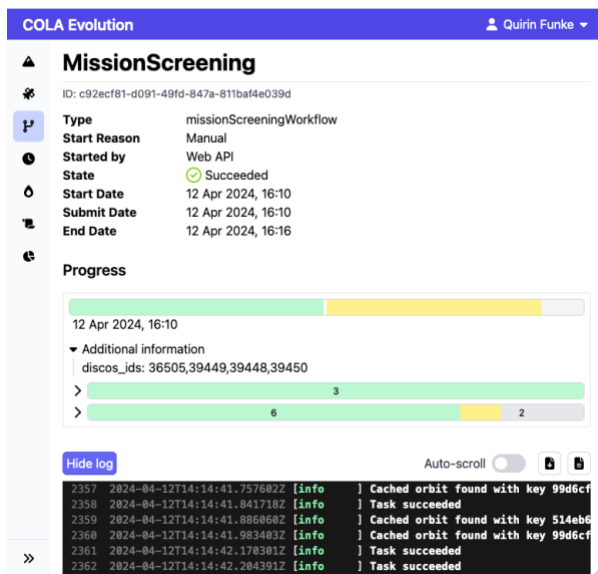 COLA Evolution
Quirin Funke
MissionScreening
ID: c92ecf81-d091-49fd-847a-811baf4e039d
Type missionScreeningWorkflow
Start Reason Manual
Started by Web API
State Succeeded
Start Date 12 Apr 2024, 16:10
Submit Date 12 Apr 2024, 16:10
End Date 12 Apr 2024, 16:16
Progress
12 Apr 2024, 16:10
Additional information
discos_ids: 36505,39449,39448,39450
3
6 2
Hide log Auto-scroll
2357 2024-04-12T14:14:41.757602Z [info ] Cached orbit found with key 99d6cf
2358 2024-04-12T14:14:41.841718Z [info ] Task succeeded
2359 2024-04-12T14:14:41.886060Z [info ] Cached orbit found with key 514eb6
2360 2024-04-12T14:14:41.983403Z [info ] Cached orbit found with key 99d6cf
2361 2024-04-12T14:14:42.170301Z [info ] Task succeeded
2362 2024-04-12T14:14:42.204391Z [info ] Task succeeded